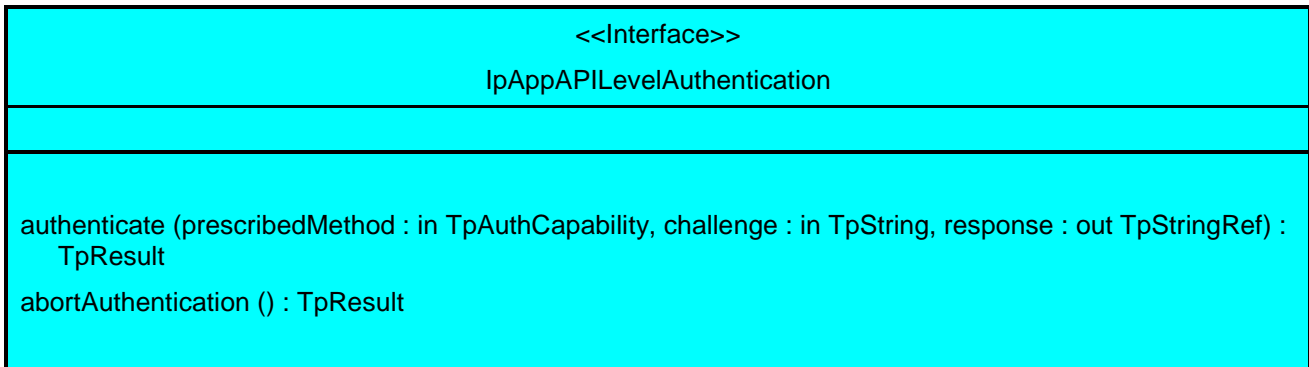 <<Interface>>
IpAppAPILevelAuthentication
authenticate (prescribedMethod : in TpAuthCapability, challenge : in TpString, response : out TpStringRef) :
TpResult
abortAuthentication () : TpResult